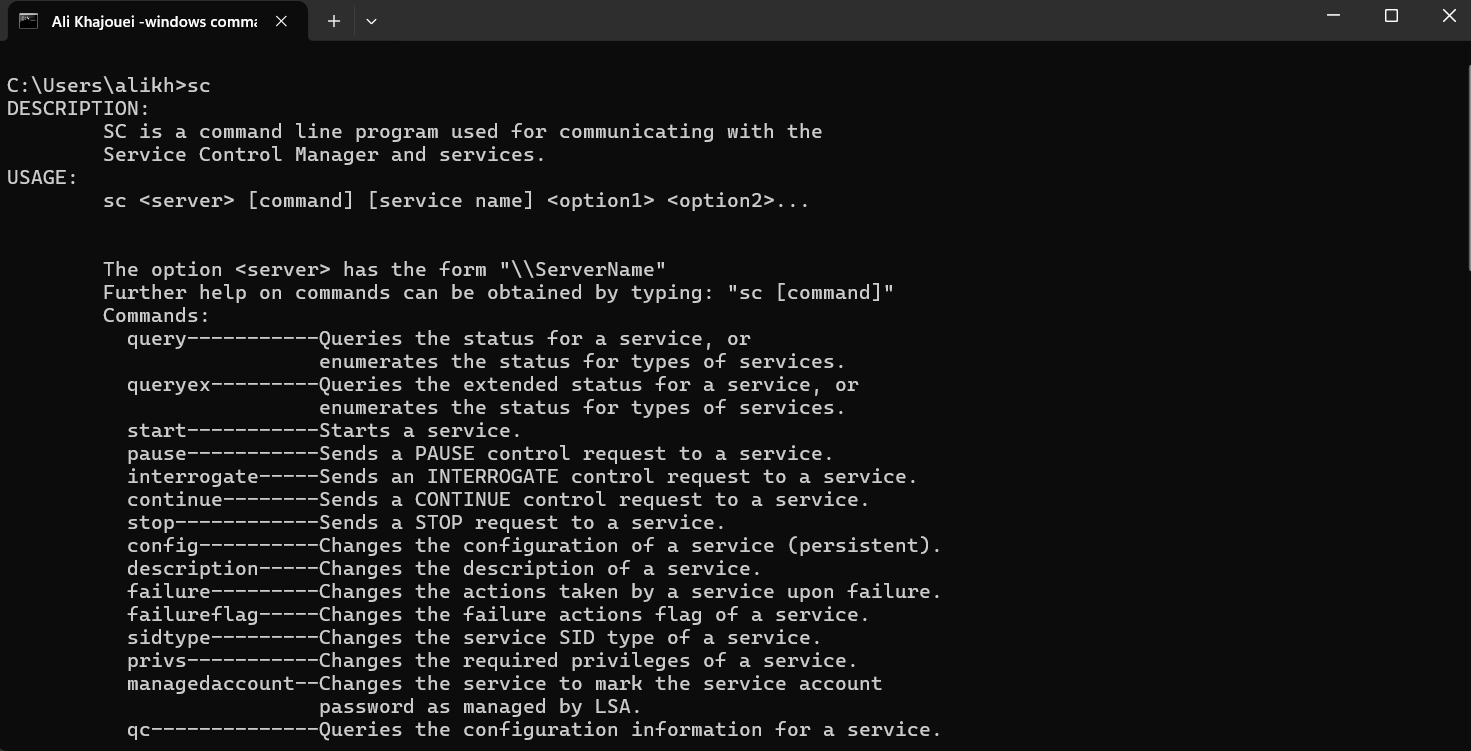 Ali Khajouei -windows comma
C:\Users\alikh>sc
DESCRIPTION:
        SC is a command line program used for communicating with the
        Service Control Manager and services.
USAGE:
        sc <server> [command] [service name] <option1> <option2>...
        The option <server> has the form "\\ServerName"
        Further help on commands can be obtained by typing: "sc [command]"
        Commands:
          query-----------Queries the status for a service, or
                          enumerates the status for types of services.
          queryex---------Queries the extended status for a service, or
                          enumerates the status for types of services.
          start-----------Starts a service.
          pause-----------Sends a PAUSE control request to a service.
          interrogate-----Sends an INTERROGATE control request to a service.
          continue--------Sends a CONTINUE control request to a service.
          stop------------Sends a STOP request to a service.
          config----------Changes the configuration of a service (persistent).
          description-----Changes the description of a service.
          failure---------Changes the actions taken by a service upon failure.
          failureflag-----Changes the failure actions flag of a service.
          sidtype---------Changes the service SID type of a service.
          privs-----------Changes the required privileges of a service.
          managedaccount--Changes the service to mark the service account
                          password as managed by LSA.
          qc--------------Queries the configuration information for a service.